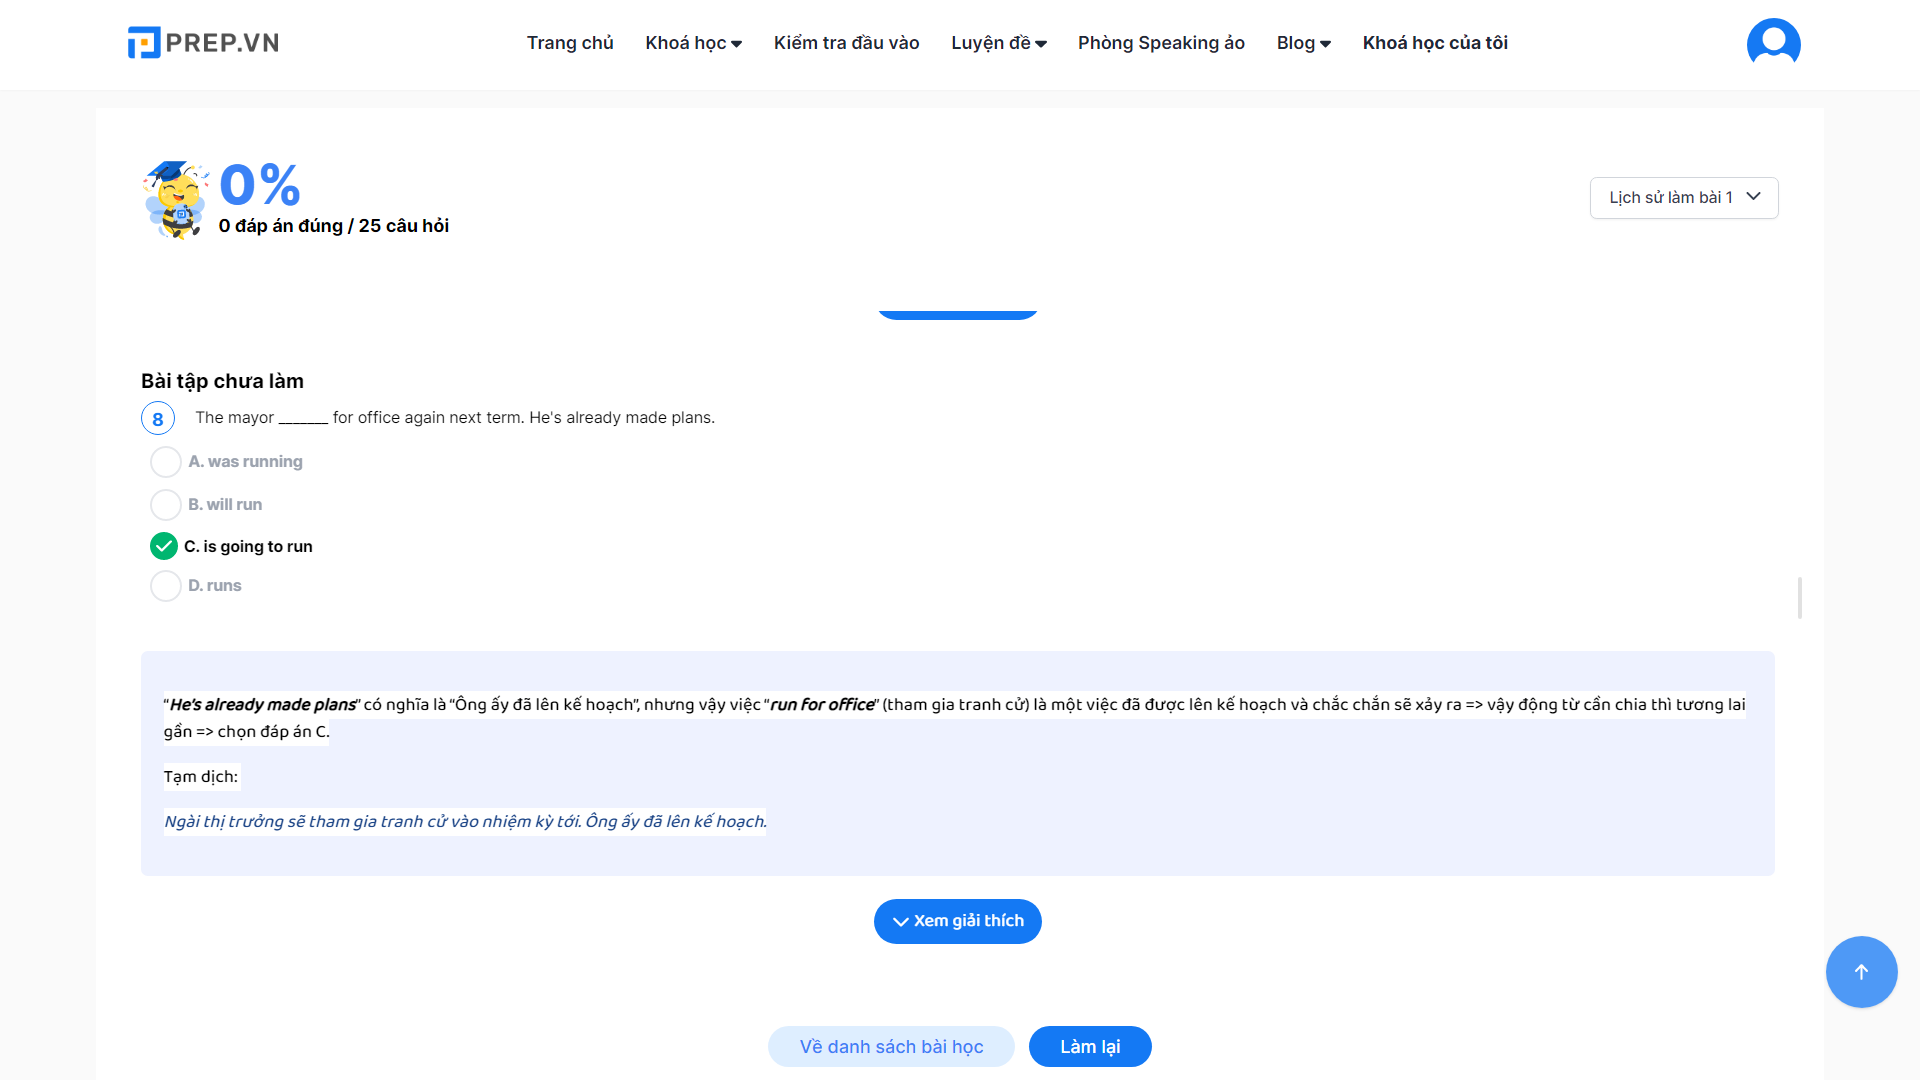 PREP.VN
Trang chủ Khoá học Kiểm tra đầu vào Luyện đề Phòng Speaking ảo Blog Khoá học của tôi
0%
0 đáp án đúng / 25 câu hỏi
Lịch sử làm bài 1
Bài tập chưa làm
8 The mayor _______ for office again next term. He's already made plans.
A. was running
B. will run
C. is going to run
D. runs
“He’s already made plans” có nghĩa là “Ông ấy đã lên kế hoạch”, nhưng vậy việc “run for office” (tham gia tranh cử) là một việc đã được lên kế hoạch và chắc chắn sẽ xảy ra => vậy động từ cần chia thì tương lai
gần => chọn đáp án C.
Tạm dịch:
Ngài thị trưởng sẽ tham gia tranh cử vào nhiệm kỳ tới. Ông ấy đã lên kế hoạch.
Xem giải thích
Về danh sách bài học Làm lại